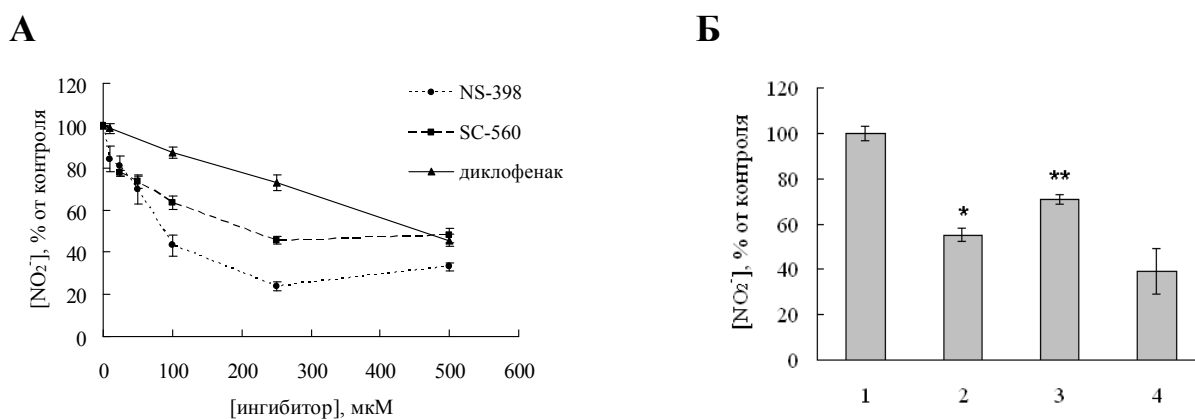 А
[NO₂⁻], % от контроля
120
100
80
60
40
20
0
0 100 200 300 400 500 600
[ингибитор], мкМ
NS-398
SC-560
диклофенак
Б
[NO₂⁻], % от контроля
120
100
80
60
40
20
0
*
**
1 2 3 4